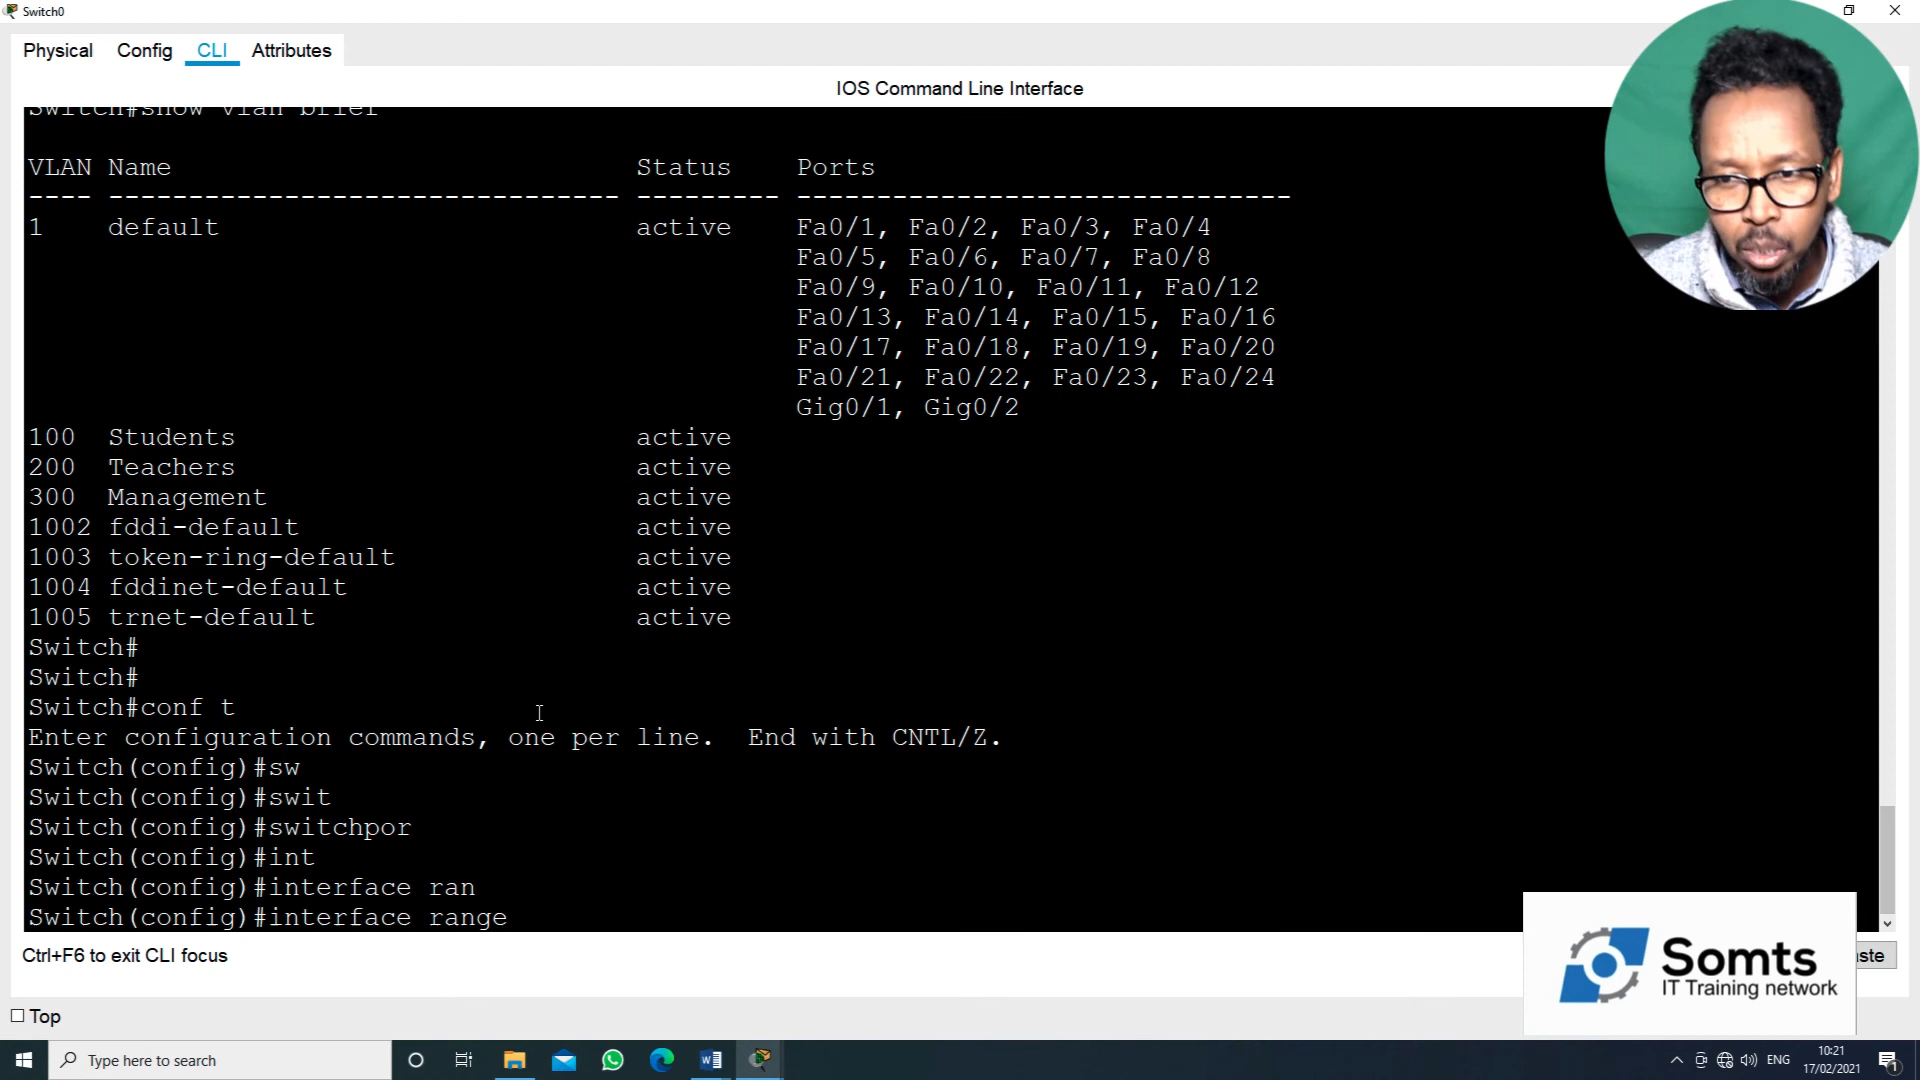 Switch0
Physical Config CLI Attributes
IOS Command Line Interface
Switch#show vlan brief
VLAN Name Status Ports
---- -------------------------------- --------- -------------------------------
1 default active Fa0/1, Fa0/2, Fa0/3, Fa0/4
Fa0/5, Fa0/6, Fa0/7, Fa0/8
Fa0/9, Fa0/10, Fa0/11, Fa0/12
Fa0/13, Fa0/14, Fa0/15, Fa0/16
Fa0/17, Fa0/18, Fa0/19, Fa0/20
Fa0/21, Fa0/22, Fa0/23, Fa0/24
Gig0/1, Gig0/2
100 Students active
200 Teachers active
300 Management active
1002 fddi-default active
1003 token-ring-default active
1004 fddinet-default active
1005 trnet-default active
Switch#
Switch#
Switch#conf t
Enter configuration commands, one per line. End with CNTL/Z.
Switch(config)#sw
Switch(config)#swit
Switch(config)#switchpor
Switch(config)#int
Switch(config)#interface ran
Switch(config)#interface range
Ctrl+F6 to exit CLI focus
ste
Somts
IT Training network
Top
Type here to search
ENG
10:21
17/02/2021
1